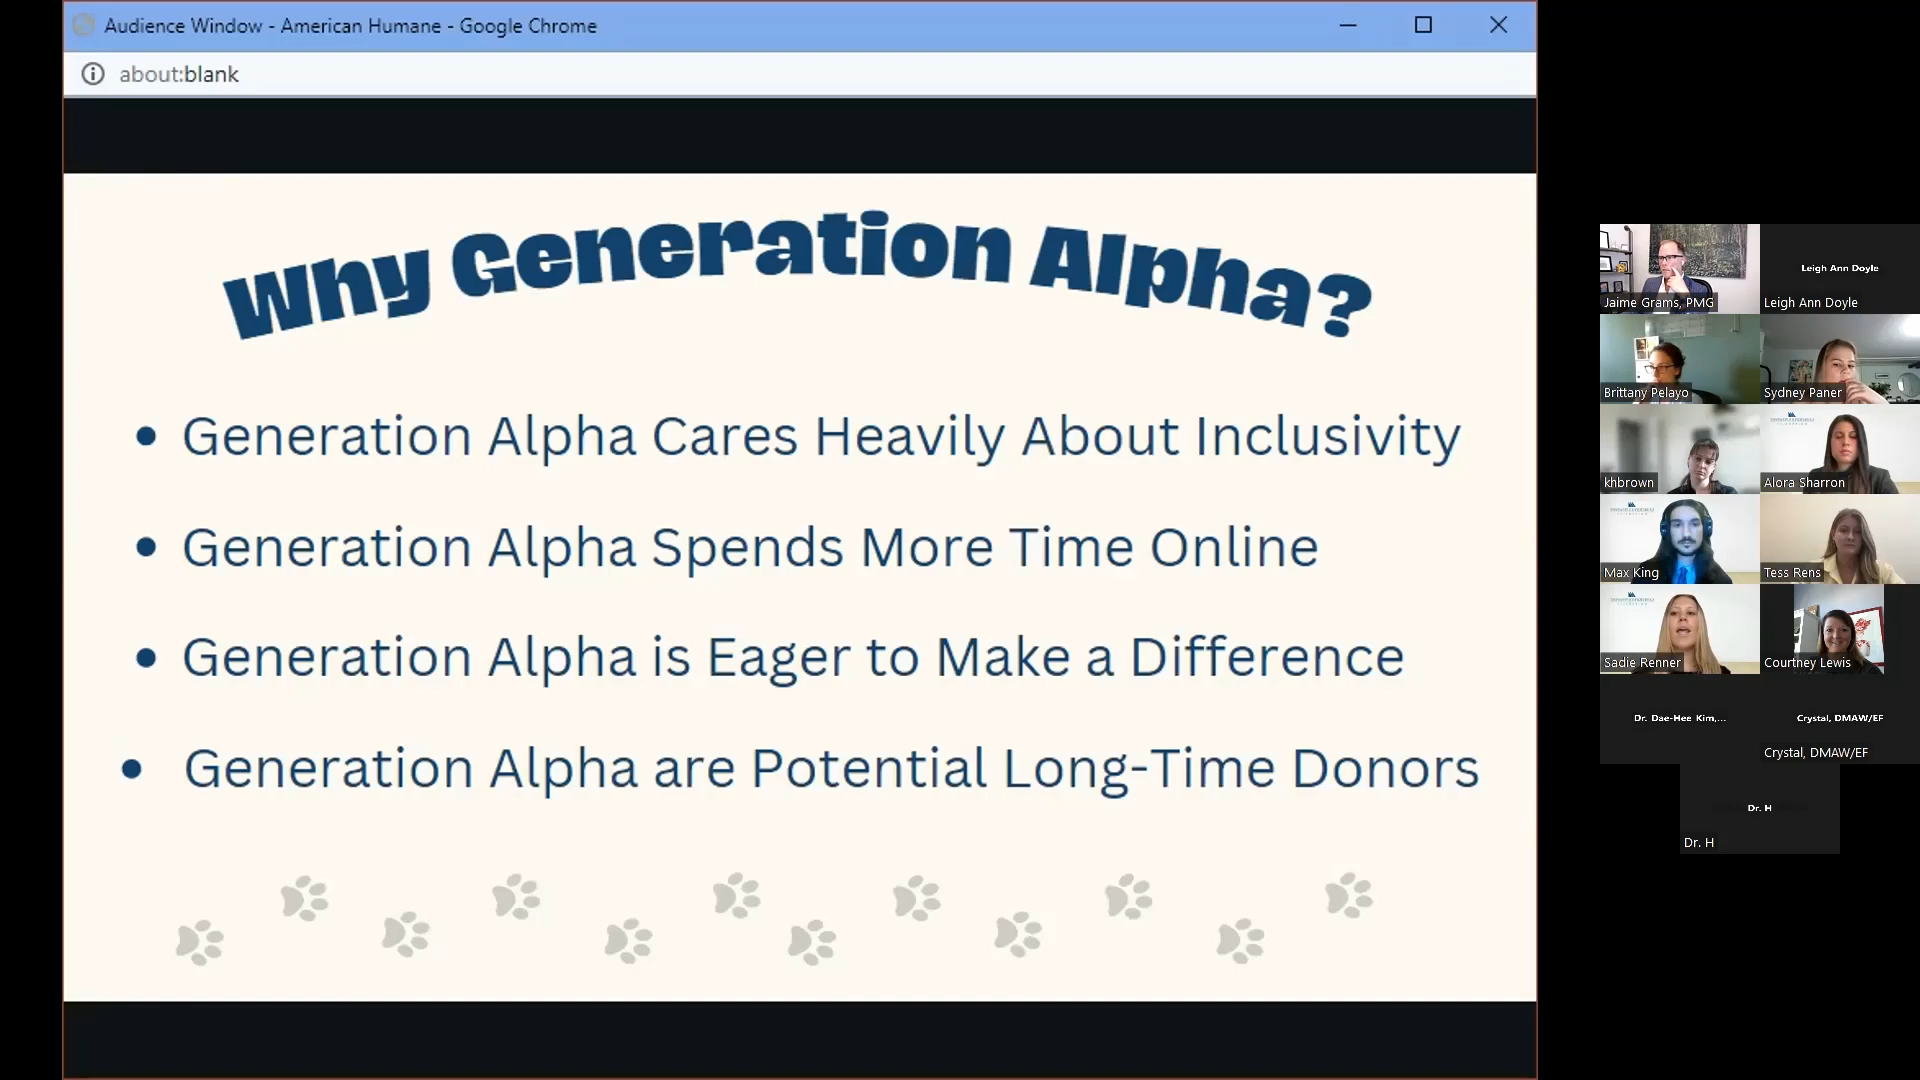 Audience Window - American Humane - Google Chrome
about:blank
Why Generation Alpha?
• Generation Alpha Cares Heavily About Inclusivity
• Generation Alpha Spends More Time Online
• Generation Alpha is Eager to Make a Difference
• Generation Alpha are Potential Long-Time Donors
Jaime Grams, PMG
Leigh Ann Doyle
Leigh Ann Doyle
Brittany Pelayo
Sydney Paner
khbrown
Alora Sharron
Max King
Tess Rens
Sadie Renner
Courtney Lewis
Dr. Dae-Hee Kim,...
Crystal, DMAW/EF
Crystal, DMAW/EF
Dr. H
Dr. H